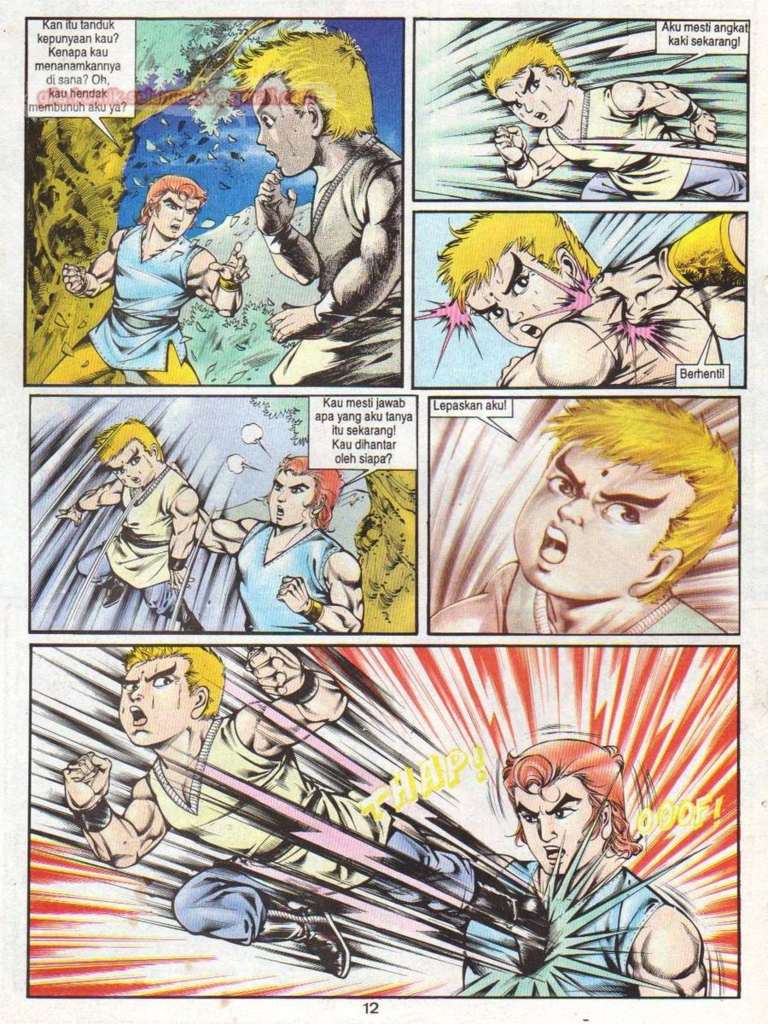 Kan itu tanduk
kepunyaan kau?
Kenapa kau
menanamkannya
di sana? Oh,
kau hendak
membunuh aku ya?
Aku mesti angkat
kaki sekarang!
Berhenti!
Kau mesti jawab
apa yang aku tanya
itu sekarang!
Kau dihantar
oleh siapa?
Lepaskan aku!
THAP!
OOOF!
12